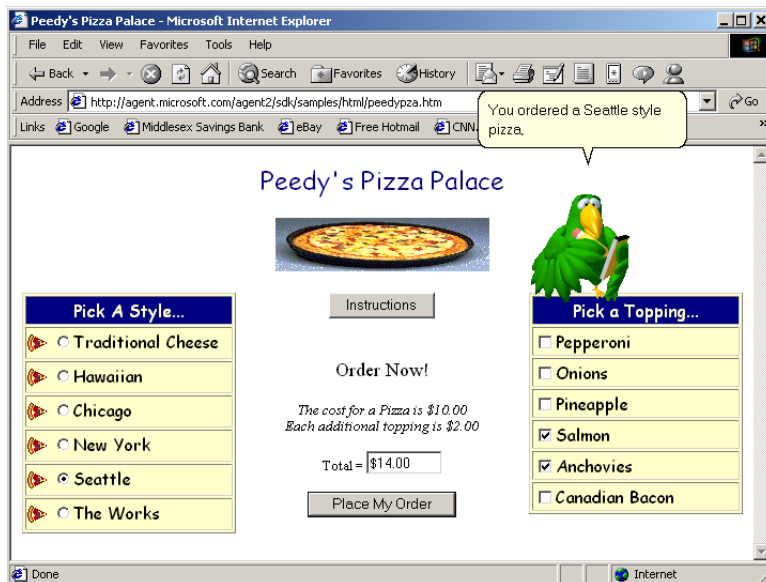 Peedy's Pizza Palace - Microsoft Internet Explorer
File Edit View Favorites Tools Help
Back Search Favorites History
Address http://agent.microsoft.com/agent2/sdk/samples/html/peedypza.htm Go
Links Google Middlesex Savings Bank eBay Free Hotmail CNN. »
You ordered a Seattle style
pizza,
Peedy's Pizza Palace
Instructions
Pick A Style...
Traditional Cheese
Hawaiian
Chicago
New York
Seattle
The Works
Order Now!
The cost for a Pizza is $10.00
Each additional topping is $2.00
Total = $14.00
Place My Order
Pick a Topping...
Pepperoni
Onions
Pineapple
Salmon
Anchovies
Canadian Bacon
Done Internet